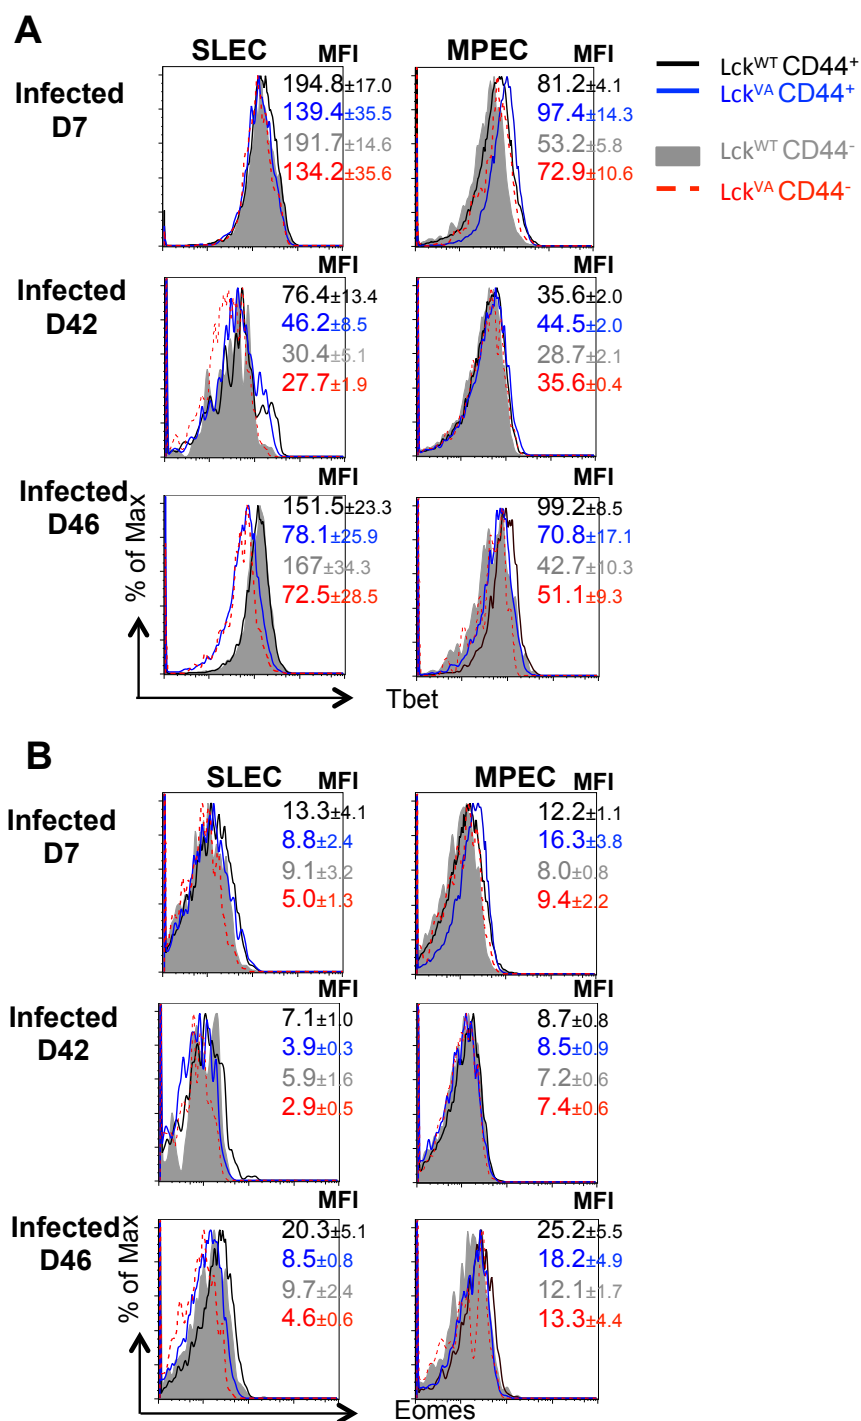 A
SLEC MFI MPEC MFI
Infected D7
194.8±17.0
139.4±35.5
191.7±14.6
134.2±35.6
81.2±4.1
97.4±14.3
53.2±5.8
72.9±10.6
LckWT CD44+
LckVA CD44+
LckWT CD44-
LckVA CD44-
Infected D42
MFI
76.4±13.4
46.2±8.5
30.4±5.1
27.7±1.9
MFI
35.6±2.0
44.5±2.0
28.7±2.1
35.6±0.4
Infected D46
MFI
151.5±23.3
78.1±25.9
167±34.3
72.5±28.5
MFI
99.2±8.5
70.8±17.1
42.7±10.3
51.1±9.3
% of Max
Tbet
B
SLEC MFI MPEC MFI
Infected D7
13.3±4.1
8.8±2.4
9.1±3.2
5.0±1.3
12.2±1.1
16.3±3.8
8.0±0.8
9.4±2.2
Infected D42
MFI
7.1±1.0
3.9±0.3
5.9±1.6
2.9±0.5
MFI
8.7±0.8
8.5±0.9
7.2±0.6
7.4±0.6
Infected D46
MFI
20.3±5.1
8.5±0.8
9.7±2.4
4.6±0.6
MFI
25.2±5.5
18.2±4.9
12.1±1.7
13.3±4.4
% of Max
Eomes